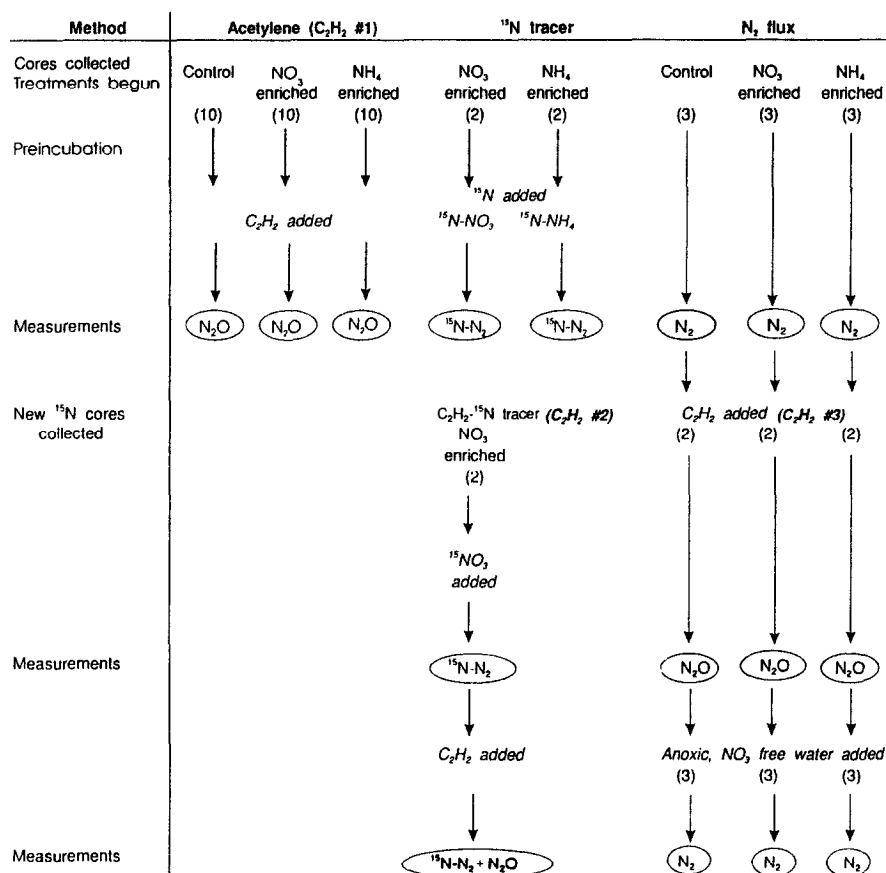 Method Acetylene (C₂H₂ #1) ¹⁵N tracer N₂ flux
Cores collected
Treatments begun
Control NO₃ enriched NH₄ enriched NO₃ enriched NH₄ enriched Control NO₃ enriched NH₄ enriched
(10) (10) (10) (2) (2) (3) (3) (3)
Preincubation
¹⁵N added
C₂H₂ added ¹⁵N-NO₃ ¹⁵N-NH₄
Measurements N₂O N₂O N₂O ¹⁵N-N₂ ¹⁵N-N₂ N₂ N₂ N₂
New ¹⁵N cores
collected
C₂H₂-¹⁵N tracer (C₂H₂ #2)
NO₃
enriched
(2)
C₂H₂ added (C₂H₂ #3)
(2) (2) (2)
¹⁵NO₃
added
Measurements ¹⁵N-N₂ N₂O N₂O N₂O
C₂H₂ added Anoxic, NO₃ free water added
(3) (3) (3)
Measurements ¹⁵N-N₂ + N₂O N₂ N₂ N₂